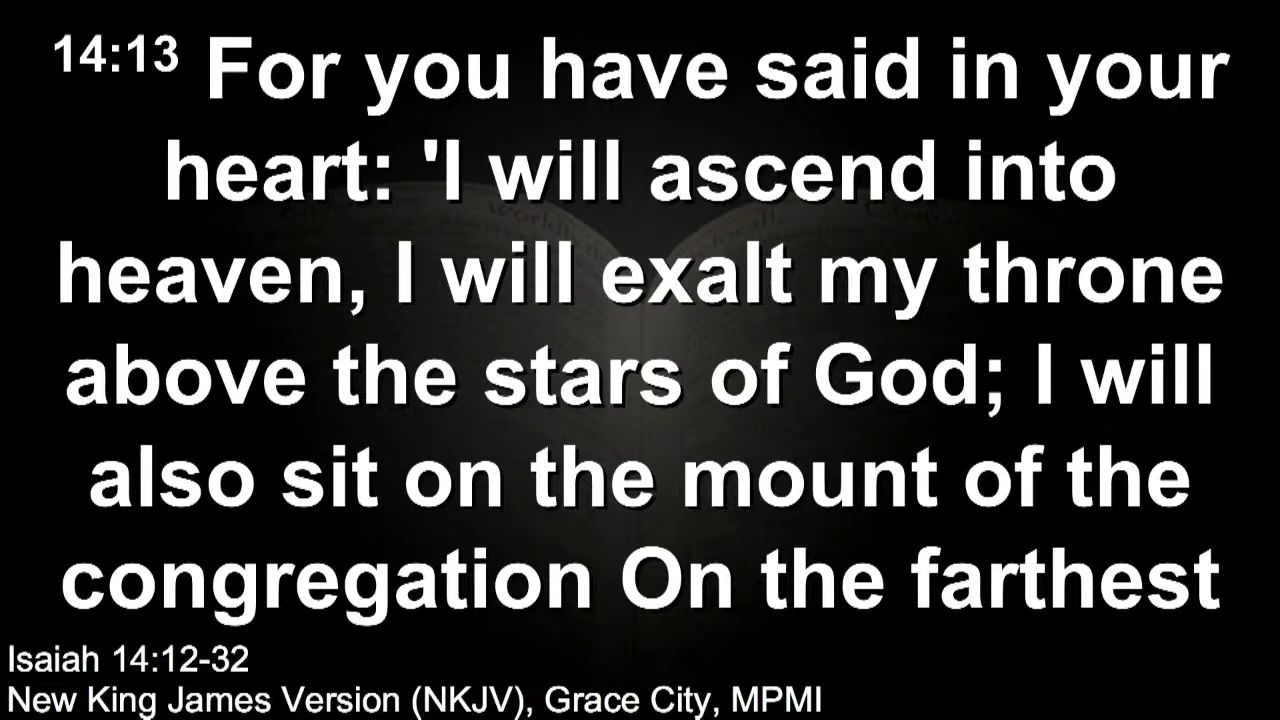 14:13 For you have said in your
heart: 'I will ascend into
heaven, I will exalt my throne
above the stars of God; I will
also sit on the mount of the
congregation On the farthest
Isaiah 14:12-32
New King James Version (NKJV), Grace City, MPMI